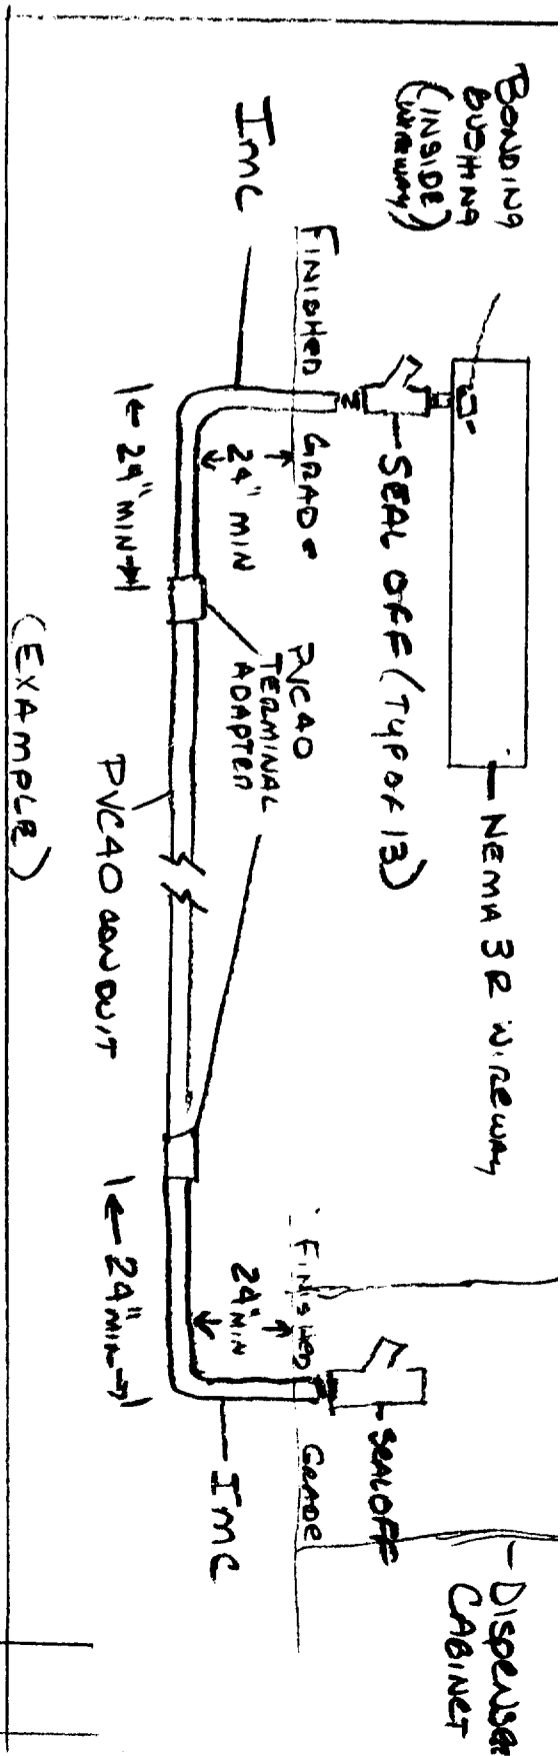 BONDING
BUSHING
(INSIDE
WIREWAY)
NEMA 3R WIREWAY
SEAL OFF (TYP OF 13)
IMC
FINISHED GRADE
24" MIN
24" MIN
PVC40
TERMINAL
ADAPTER
PVC40 CONDUIT
DISPENSER
CABINET
SEALOFF
FINISHED GRADE
24" MIN
24" MIN
IMC
(EXAMPLE)